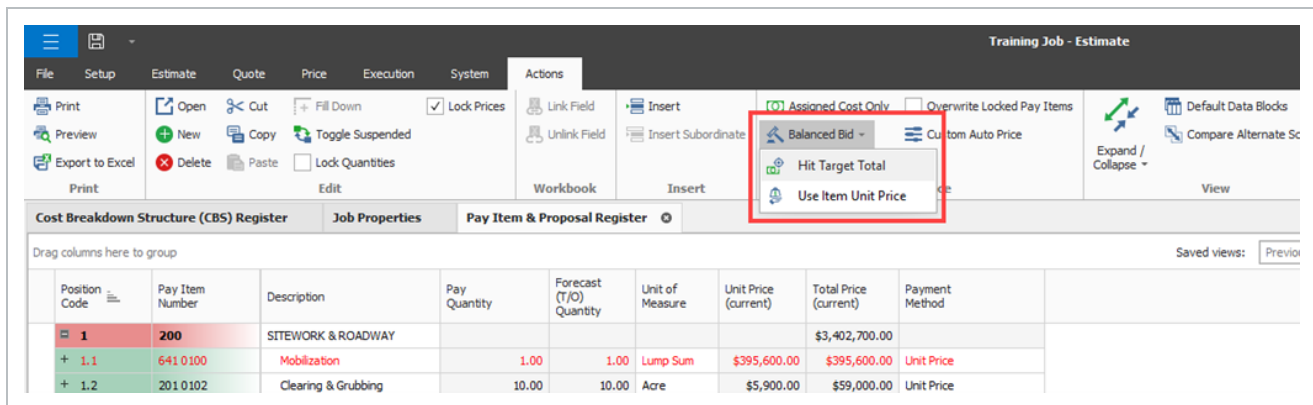 Training Job - Estimate
File Setup Estimate Quote Price Execution System Actions
Print Open Cut Fill Down Lock Prices Link Field Insert Assigned Cost Only Overwrite Locked Pay Items Default Data Blocks
Preview New Copy Toggle Suspended Unlink Field Insert Subordinate Balanced Bid Custom Auto Price Expand / Collapse Compare Alternate
Export to Excel Delete Paste Lock Quantities Hit Target Total
Print Edit Workbook Insert Use Item Unit Price View
Cost Breakdown Structure (CBS) Register Job Properties Pay Item & Proposal Register
Drag columns here to group Saved views:
Position Code Pay Item Number Description Pay Quantity Forecast (T/O) Quantity Unit of Measure Unit Price (current) Total Price (current) Payment Method
1 200 SITEWORK & ROADWAY $3,402,700.00
+ 1.1 641 0100 Mobilization 1.00 1.00 Lump Sum $395,600.00 $395,600.00 Unit Price
+ 1.2 201 0102 Clearing & Grubbing 10.00 10.00 Acre $5,900.00 $59,000.00 Unit Price